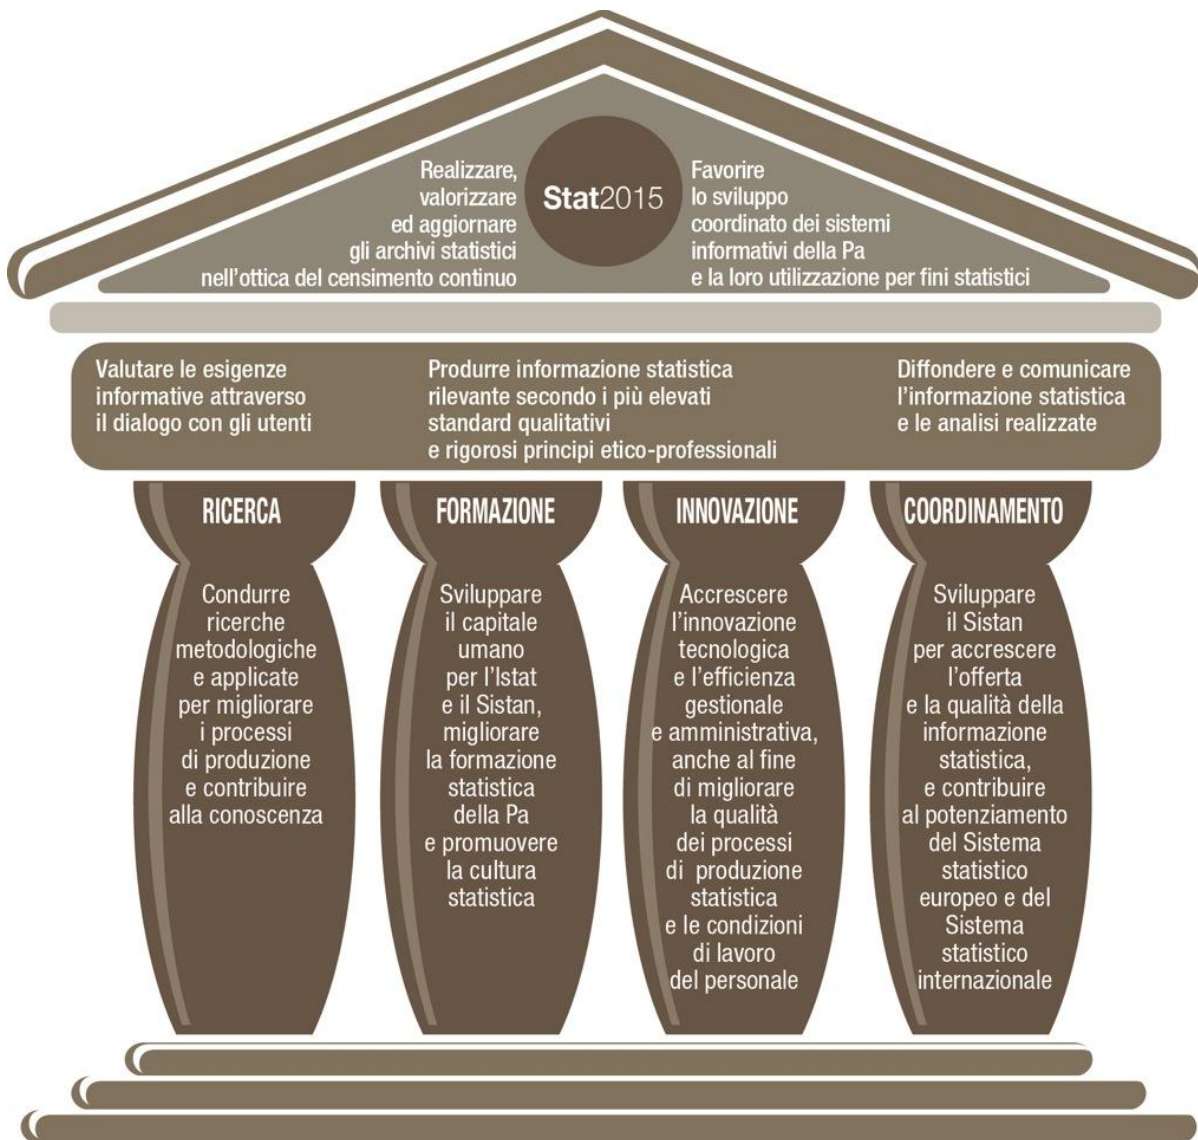 Realizzare,
valorizzare
ed aggiornare
gli archivi statistici
nell'ottica del censimento continuo
Stat2015
Favorire
lo sviluppo
coordinato dei sistemi
informativi della Pa
e la loro utilizzazione per fini statistici
Valutare le esigenze
informative attraverso
il dialogo con gli utenti
Produrre informazione statistica
rilevante secondo i più elevati
standard qualitativi
e rigorosi principi etico-professionali
Diffondere e comunicare
l'informazione statistica
e le analisi realizzate
RICERCA
Condurre
ricerche
metodologiche
e applicate
per migliorare
i processi
di produzione
e contribuire
alla conoscenza
FORMAZIONE
Sviluppare
il capitale
umano
per l'Istat
e il Sistan,
migliorare
la formazione
statistica
della Pa
e promuovere
la cultura
statistica
INNOVAZIONE
Accrescere
l'innovazione
tecnologica
e l'efficienza
gestionale
e amministrativa,
anche al fine
di migliorare
la qualità
dei processi
di produzione
statistica
e le condizioni
di lavoro
del personale
COORDINAMENTO
Sviluppare
il Sistan
per accrescere
l'offerta
e la qualità della
informazione
statistica,
e contribuire
al potenziamento
del Sistema
statistico
europeo e del
Sistema
statistico
internazionale